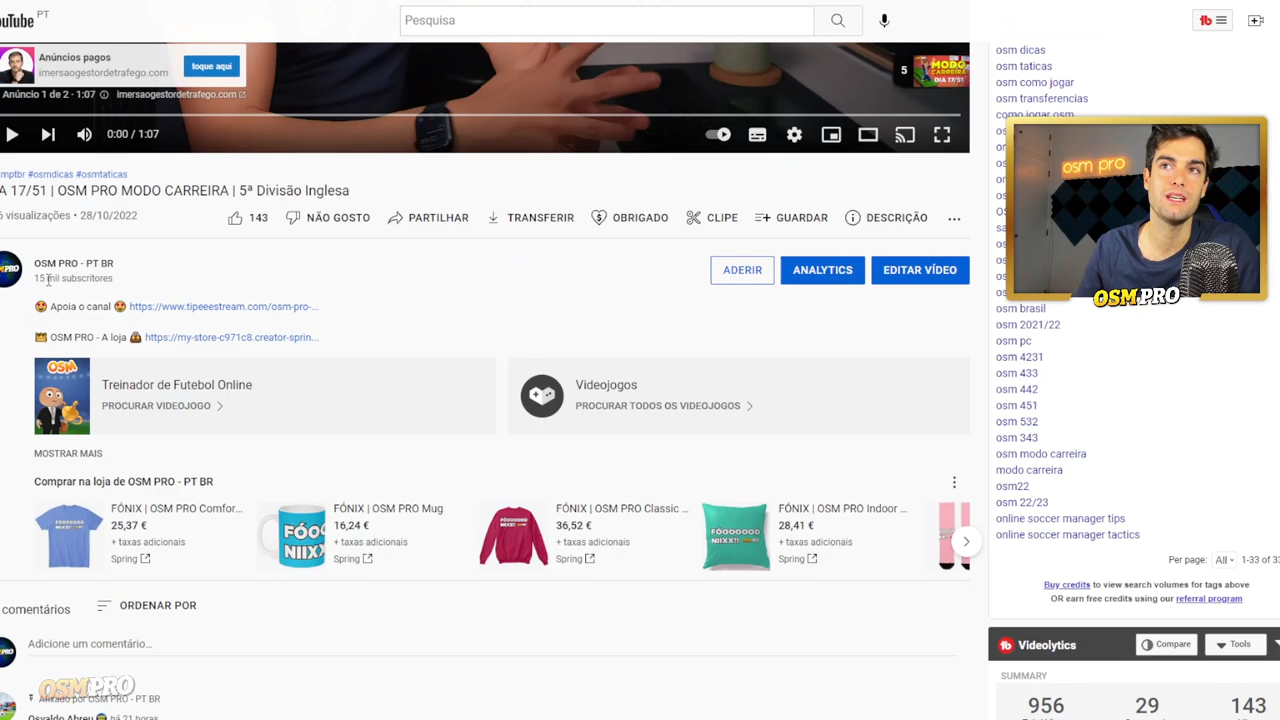 ouTube PT
Pesquisa
Anúncios pagos
imersaogestordetrafego.com
toque aqui
Anúncio 1 de 2 · 1:07 imersaogestordetrafego.com
0:00 / 1:07
5
MODO
CARREIRA
DIA 17/51
#osmdicas #osmtaticas
A 17/51 | OSM PRO MODO CARREIRA | 5ª Divisão Inglesa
visualizações • 28/10/2022
143
NÃO GOSTO
PARTILHAR
TRANSFERIR
OBRIGADO
CLIPE
GUARDAR
DESCRIÇÃO
OSM PRO - PT BR
15 mil subscritores
ADERIR
ANALYTICS
EDITAR VÍDEO
Apoia o canal https://www.tipeeestream.com/osm-pro-...
OSM PRO - A loja https://my-store-c971c8.creator-sprin...
OSM
Treinador de Futebol Online
PROCURAR VIDEOJOGO
Videojogos
PROCURAR TODOS OS VIDEOJOGOS
MOSTRAR MAIS
Comprar na loja de OSM PRO - PT BR
FÓNIX | OSM PRO Comfor...
25,37 €
+ taxas adicionais
Spring
FÓNIX | OSM PRO Mug
16,24 €
+ taxas adicionais
Spring
FÓNIX | OSM PRO Classic ...
36,52 €
+ taxas adicionais
Spring
FÓNIX | OSM PRO Indoor ...
28,41 €
+ taxas adicionais
Spring
comentários
ORDENAR POR
Adicione um comentário...
OSM PRO
Afixado por OSM PRO - PT BR
Osvaldo Abreu há 21 horas
osm dicas
osm taticas
osm como jogar
osm transferencias
como jogar osm
osm pro
OSM PRO
osm brasil
osm 2021/22
osm pc
osm 4231
osm 433
osm 442
osm 451
osm 532
osm 343
osm modo carreira
modo carreira
osm22
osm 22/23
online soccer manager tips
online soccer manager tactics
Per page: All 1-33 of 33
Buy credits to view search volumes for tags above
OR earn free credits using our referral program
tb Videolytics
Compare
Tools
SUMMARY
956
29
143